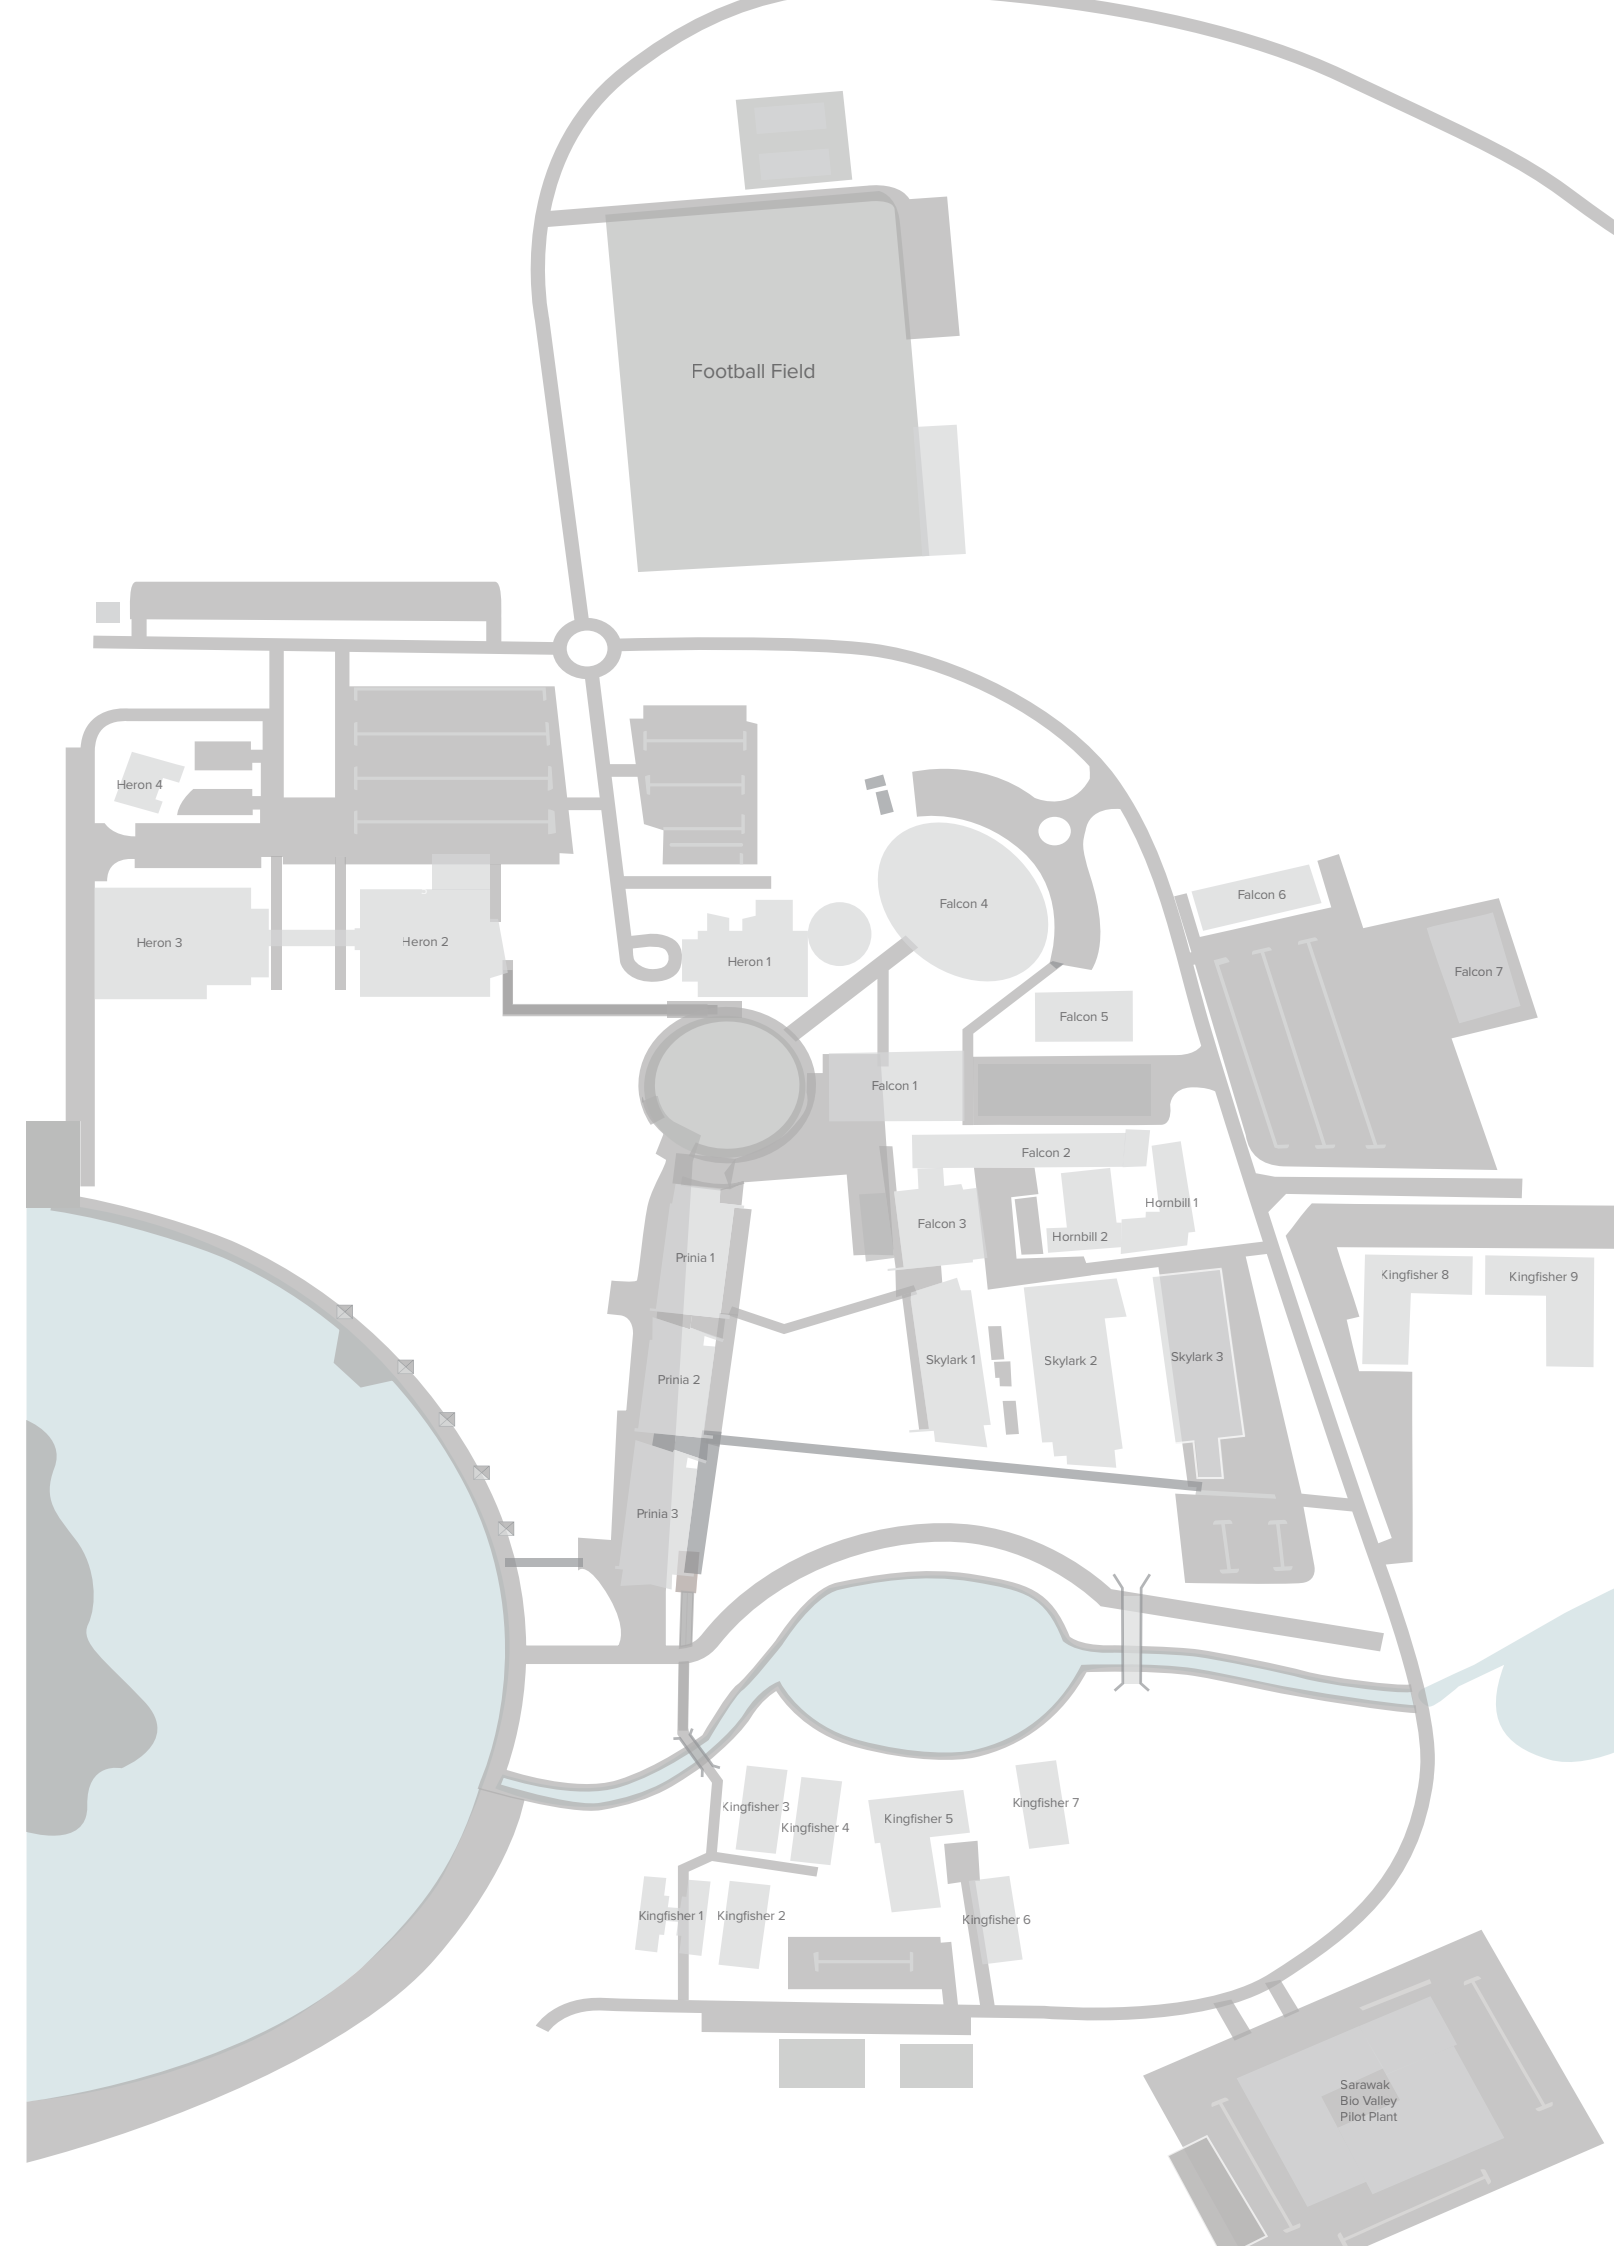 Football Field
Heron 4
Heron 3
Heron 2
Heron 1
Falcon 4
Falcon 6
Falcon 7
Falcon 5
Falcon 1
Falcon 2
Hornbill 1
Falcon 3
Hornbill 2
Prinia 1
Kingfisher 8
Kingfisher 9
Skylark 1
Skylark 2
Skylark 3
Prinia 2
Prinia 3
Kingfisher 3
Kingfisher 4
Kingfisher 5
Kingfisher 7
Kingfisher 1
Kingfisher 2
Kingfisher 6
Sarawak
Bio Valley
Pilot Plant